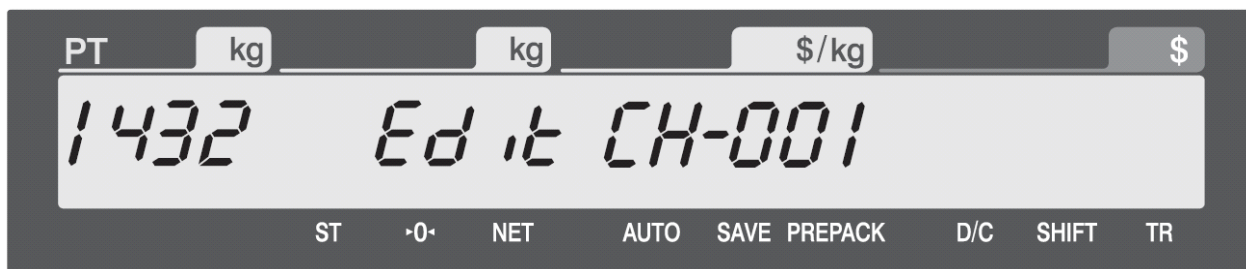 PT kg kg $/kg $
1432 Edit CH-001
ST ▸0◂ NET AUTO SAVE PREPACK D/C SHIFT TR